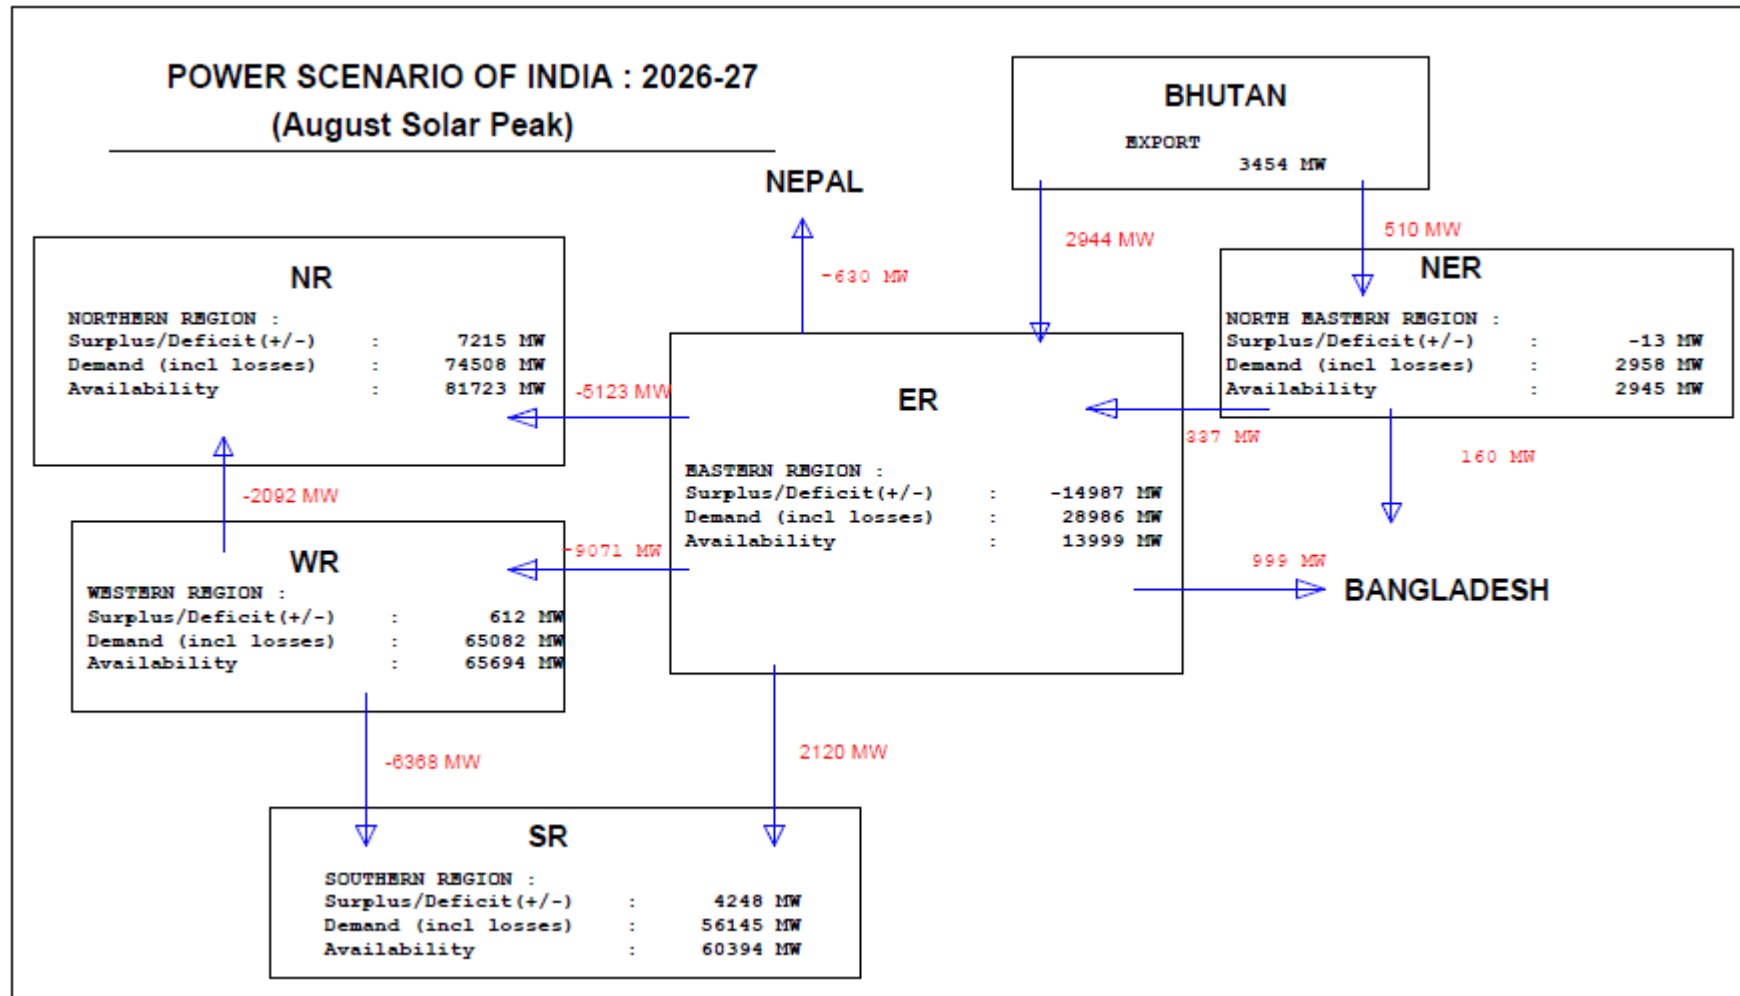 POWER SCENARIO OF INDIA : 2026-27
(August Solar Peak)
BHUTAN
EXPORT
3454 MW
NEPAL
-630 MW
2944 MW
510 MW
NR
NORTHERN REGION :
Surplus/Deficit(+/-) : 7215 MW
Demand (incl losses) : 74508 MW
Availability : 81723 MW
NER
NORTH EASTERN REGION :
Surplus/Deficit(+/-) : -13 MW
Demand (incl losses) : 2958 MW
Availability : 2945 MW
-5123 MW
337 MW
160 MW
ER
EASTERN REGION :
Surplus/Deficit(+/-) : -14987 MW
Demand (incl losses) : 28986 MW
Availability : 13999 MW
-2092 MW
-9071 MW
999 MW
BANGLADESH
WR
WESTERN REGION :
Surplus/Deficit(+/-) : 612 MW
Demand (incl losses) : 65082 MW
Availability : 65694 MW
-6368 MW
2120 MW
SR
SOUTHERN REGION :
Surplus/Deficit(+/-) : 4248 MW
Demand (incl losses) : 56145 MW
Availability : 60394 MW